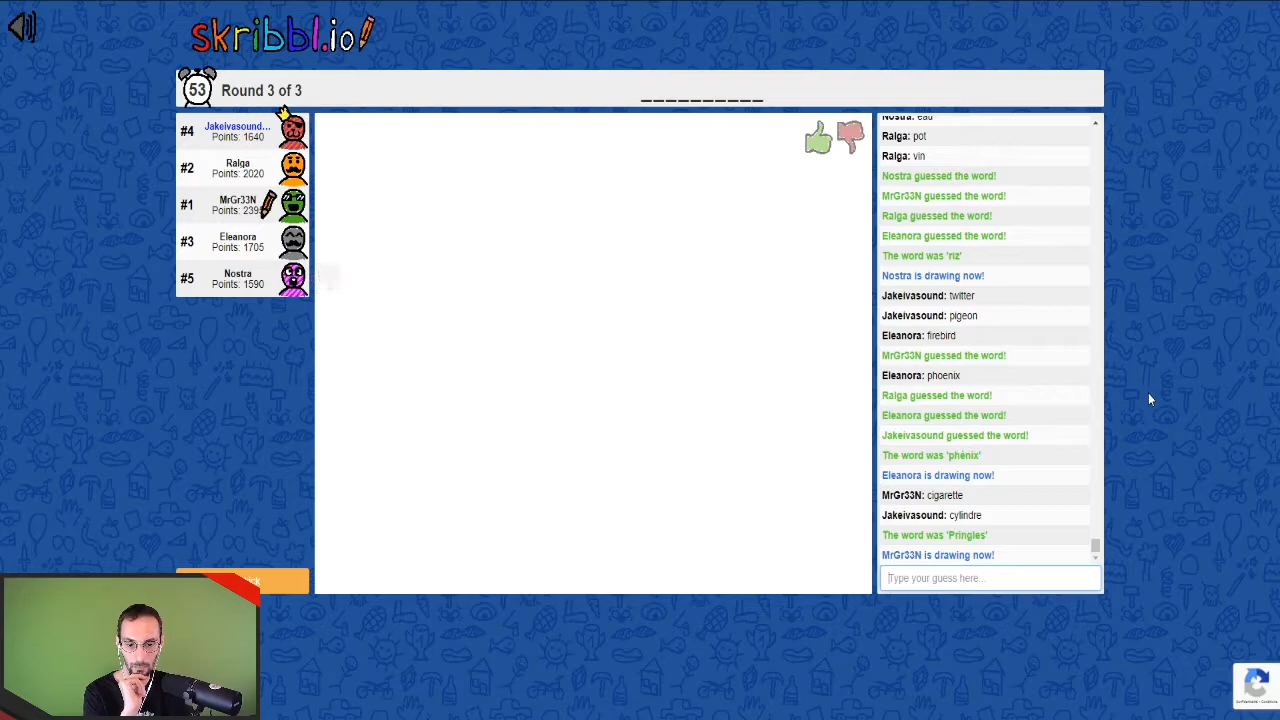 skribbl.io
53
Round 3 of 3
__________
#4
Jakeivasound...
Points: 1640
#2
Ralga
Points: 2020
#1
MrGr33N
Points: 2395
#3
Eleanora
Points: 1705
#5
Nostra
Points: 1590
Nostra: eau
Ralga: pot
Ralga: vin
Nostra guessed the word!
MrGr33N guessed the word!
Ralga guessed the word!
Eleanora guessed the word!
The word was 'riz'
Nostra is drawing now!
Jakeivasound: twitter
Jakeivasound: pigeon
Eleanora: firebird
MrGr33N guessed the word!
Eleanora: phoenix
Ralga guessed the word!
Eleanora guessed the word!
Jakeivasound guessed the word!
The word was 'phénix'
Eleanora is drawing now!
MrGr33N: cigarette
Jakeivasound: cylindre
The word was 'Pringles'
MrGr33N is drawing now!
Type your guess here...